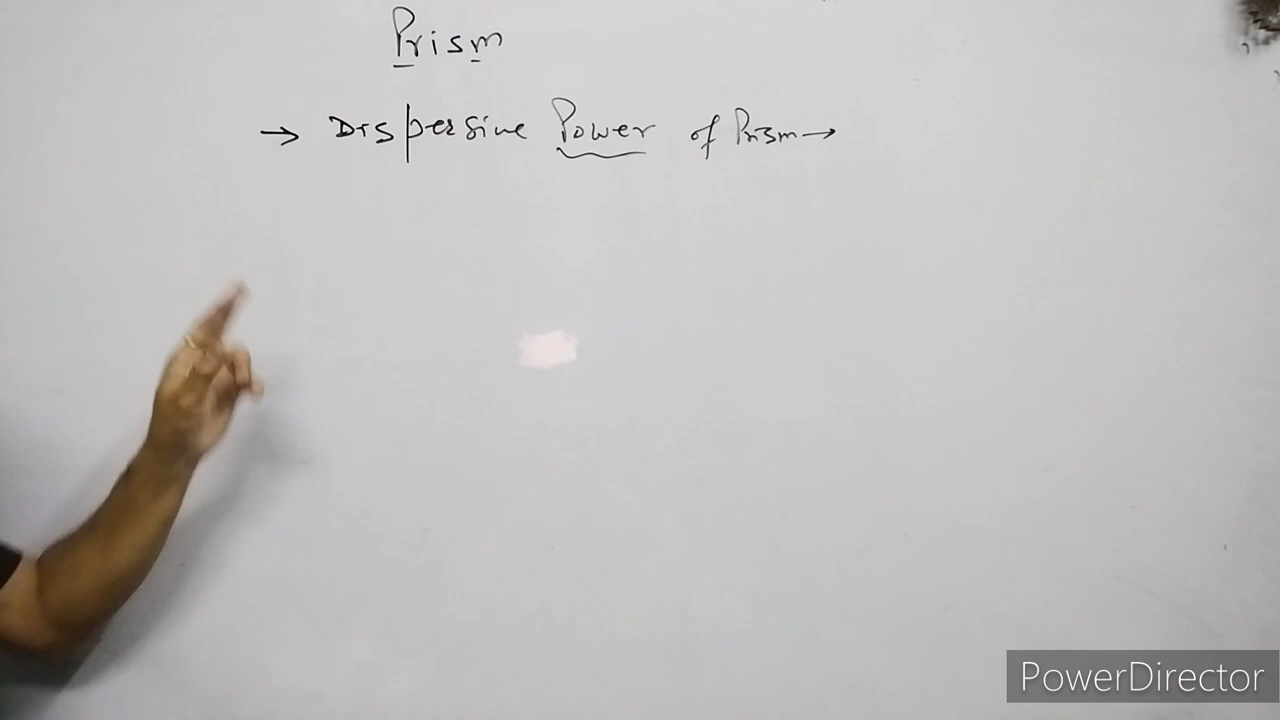 Prism
→ Dispersive Power of Prism →
PowerDirector